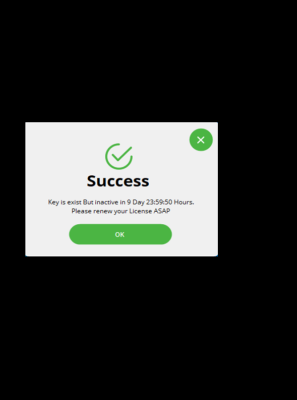 Success
Key is exist But inactive in 9 Day 23:59:50 Hours.
Please renew your License ASAP
OK